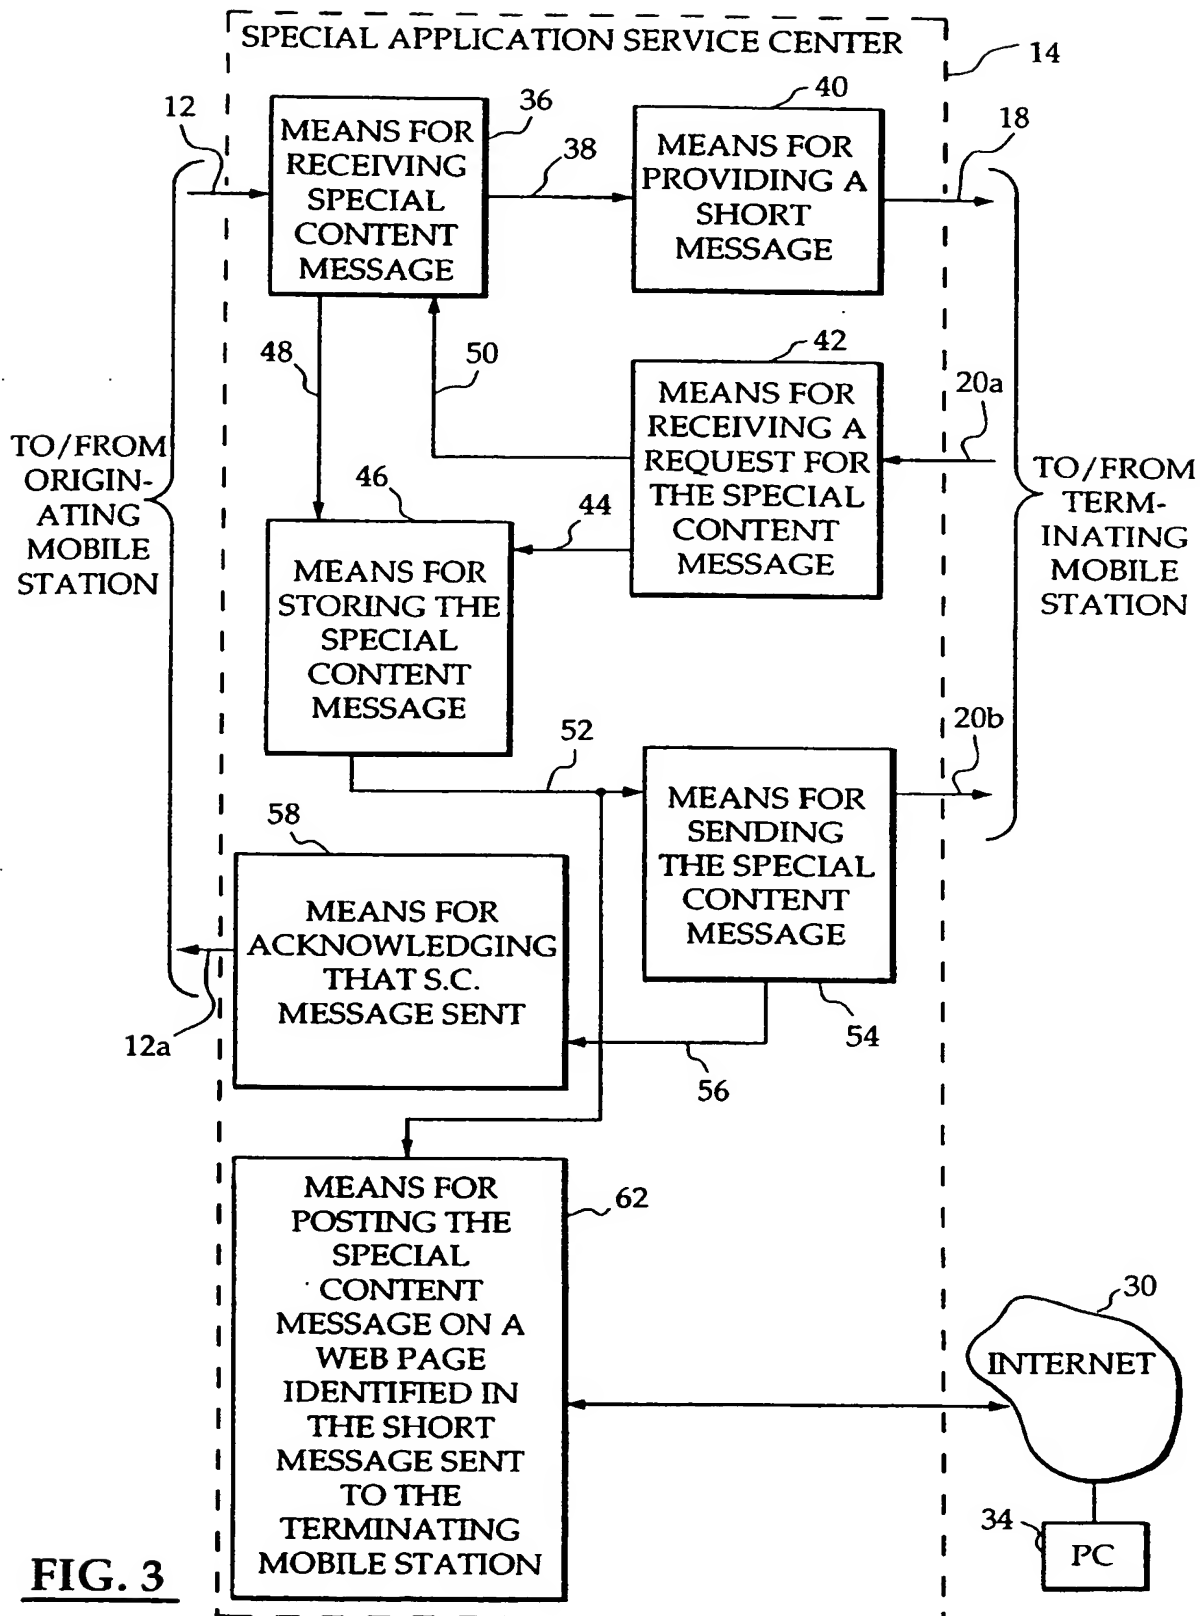 SPECIAL APPLICATION SERVICE CENTER
14
12
MEANS FOR
RECEIVING
SPECIAL
CONTENT
MESSAGE
36
38
40
MEANS FOR
PROVIDING A
SHORT
MESSAGE
18
48
50
42
MEANS FOR
RECEIVING A
REQUEST FOR
THE SPECIAL
CONTENT
MESSAGE
20a
TO/FROM
ORIGIN-
ATING
MOBILE
STATION
TO/FROM
TERM-
INATING
MOBILE
STATION
46
44
MEANS FOR
STORING THE
SPECIAL
CONTENT
MESSAGE
52
20b
MEANS FOR
SENDING
THE SPECIAL
CONTENT
MESSAGE
54
58
MEANS FOR
ACKNOWLEDGING
THAT S.C.
MESSAGE SENT
12a
56
MEANS FOR
POSTING THE
SPECIAL
CONTENT
MESSAGE ON A
WEB PAGE
IDENTIFIED IN
THE SHORT
MESSAGE SENT
TO THE
TERMINATING
MOBILE STATION
62
30
INTERNET
34
PC
FIG. 3